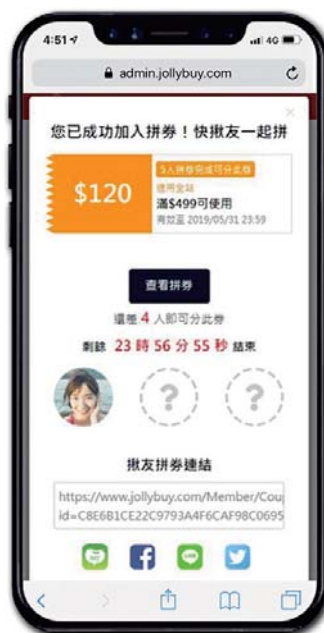 4:51
4G
admin.jollybuy.com
您已成功加入拼券！快揪友一起拼
$120
5人拼券完成可分此券
適用全站
滿$499可使用
有效至 2019/05/31 23:59
查看拼券
還差 4 人即可分此券
剩餘 23 時 56 分 55 秒 結束
?
?
揪友拼券連結
https://www.jollybuy.com/Member/Cou
id=C8E6B1CE22C9793A4F6CAF98C0695
LINE